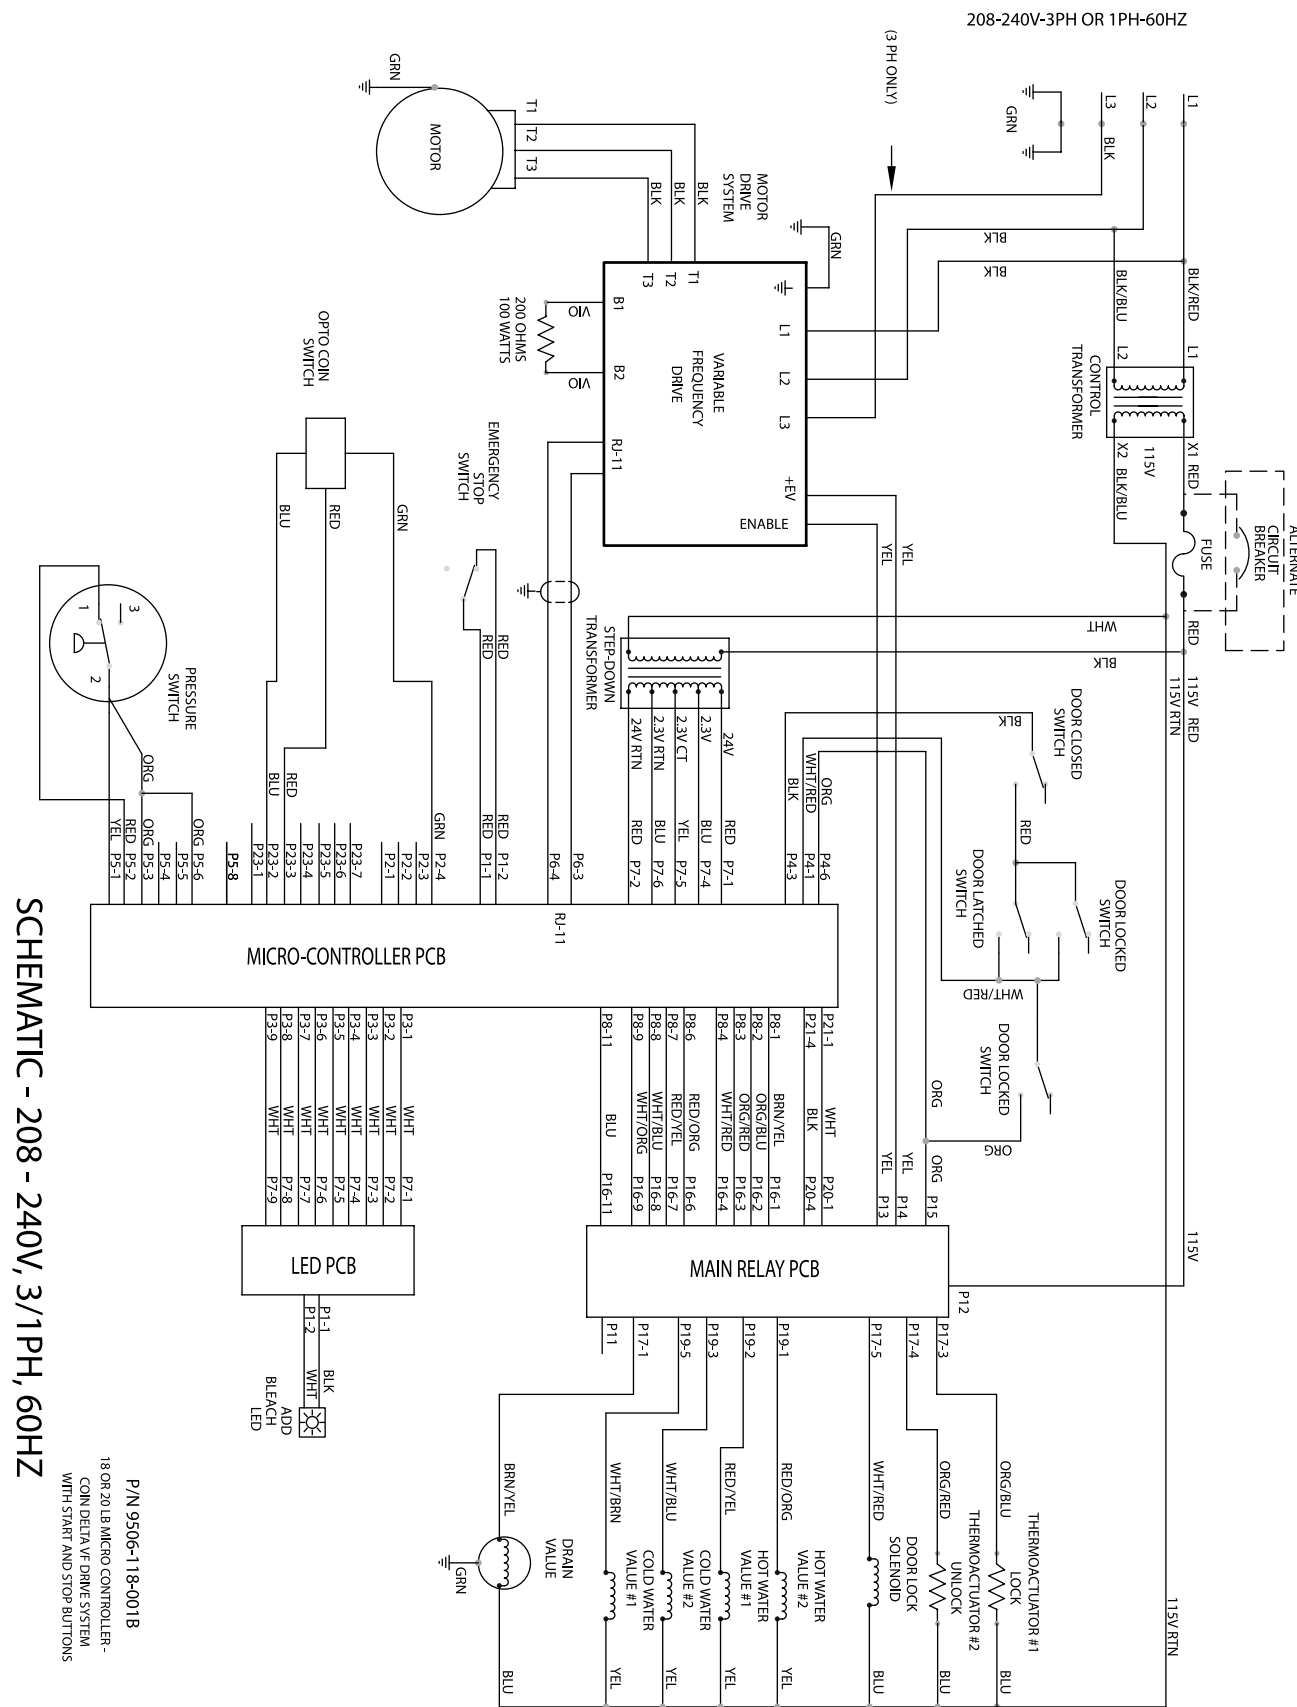 208-240V-3PH OR 1PH-60HZ
(3 PH ONLY)
L3
L2
L1
GRN
BLK
GRN
MOTOR
T1
T2
T3
BLK
BLK
BLK
MOTOR
DRIVE
SYSTEM
GRN
BLK
BLK
BLK/BLU
BLK/RED
L2
L1
CONTROL
TRANSFORMER
X2
115V
X1
BLK/BLU
RED
ALTERNATE
CIRCUIT
BREAKER
FUSE
RED
T3
T2
T1
B1
B2
RJ-11
VARIABLE
FREQUENCY
DRIVE
L1
L2
L3
+EV
ENABLE
VIO
200 OHMS
100 WATTS
VIO
YEL
YEL
OPTO COIN
SWITCH
BLU
RED
GRN
EMERGENCY
STOP
SWITCH
RED
RED
STEP-DOWN
TRANSFORMER
WHT
BLK
115V
RED
115V RTN
PRESSURE
SWITCH
1
2
3
24V RTN
2.3V RTN
2.3V CT
2.3V
24V
BLK
DOOR CLOSED
SWITCH
RED
DOOR LATCHED
SWITCH
DOOR LOCKED
SWITCH
WHT/RED
DOOR LOCKED
SWITCH
ORG
ORG
YEL
RED
ORG
ORG
BLU
RED
GRN
RED
RED
RED
BLU
YEL
BLU
RED
BLK
WHT/RED
ORG
P5-1
P5-2
P5-3
P5-4
P5-5
P5-6
P5-8
P23-1
P23-2
P23-3
P23-4
P23-5
P23-6
P23-7
P2-1
P2-2
P2-3
P2-4
P1-1
P1-2
P6-4
P6-3
P7-2
P7-6
P7-5
P7-4
P7-1
P4-3
P4-1
P4-6
RJ-11
MICRO-CONTROLLER PCB
P3-9
P3-8
P3-7
P3-6
P3-5
P3-4
P3-3
P3-2
P3-1
P8-11
P8-9
P8-8
P8-7
P8-6
P8-4
P8-3
P8-2
P8-1
P21-4
P21-1
WHT
WHT
WHT
WHT
WHT
WHT
WHT
WHT
WHT
BLU
WHT/ORG
WHT/BLU
RED/YEL
RED/ORG
WHT/RED
ORG/RED
ORG/BLU
BRN/YEL
BLK
WHT
ORG
YEL
YEL
ORG
P7-9
P7-8
P7-7
P7-6
P7-5
P7-4
P7-3
P7-2
P7-1
P16-11
P16-9
P16-8
P16-7
P16-6
P16-4
P16-3
P16-2
P16-1
P20-4
P20-1
P13
P14
P15
115V
LED PCB
MAIN RELAY PCB
P12
P1-2
P1-1
WHT
BLK
ADD
BLEACH
LED
P11
P17-1
P19-5
P19-3
P19-2
P19-1
P17-5
P17-4
P17-3
BRN/YEL
WHT/BRN
WHT/BLU
RED/YEL
RED/ORG
WHT/RED
ORG/RED
ORG/BLU
GRN
DRAIN
VALUE
COLD WATER
VALUE #1
COLD WATER
VALUE #2
HOT WATER
VALUE #1
HOT WATER
VALUE #2
DOOR LOCK
SOLENOID
THERMOACTUATOR #2
UNLOCK
THERMOACTUATOR #1
LOCK
115V RTN
BLU
YEL
YEL
YEL
YEL
BLU
BLU
BLU
SCHEMATIC - 208 - 240V, 3/1PH, 60HZ
P/N 9506-118-001B
18 OR 20 LB MICRO CONTROLLER -
COIN DELTA VF DRIVE SYSTEM
WITH START AND STOP BUTTONS